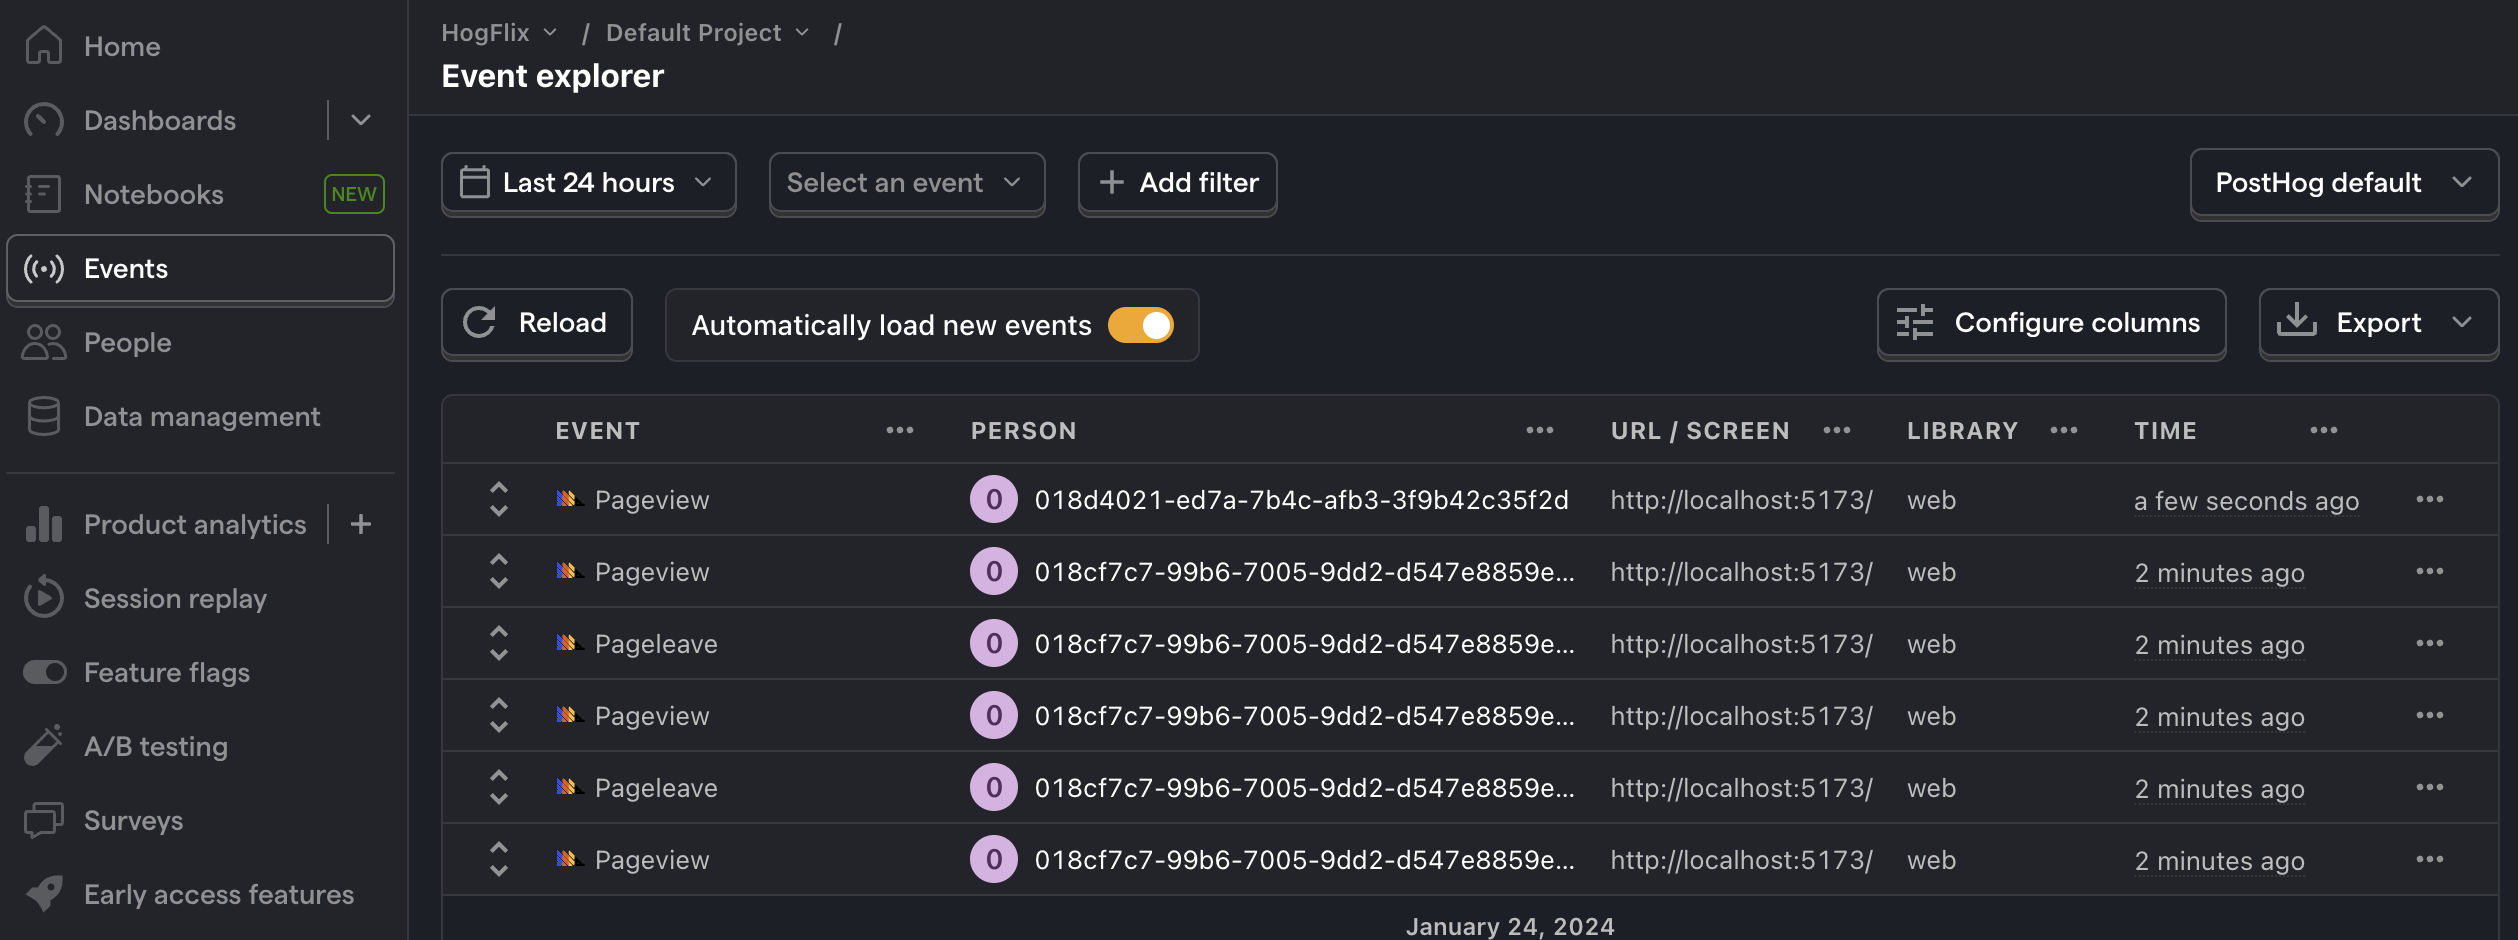 Home
Dashboards
Notebooks NEW
Events
People
Data management
Product analytics
Session replay
Feature flags
A/B testing
Surveys
Early access features
HogFlix / Default Project /
Event explorer
Last 24 hours Select an event Add filter PostHog default
Reload Automatically load new events Configure columns Export
EVENT PERSON URL / SCREEN LIBRARY TIME
Pageview 0 018d4021-ed7a-7b4c-afb3-3f9b42c35f2d http://localhost:5173/ web a few seconds ago
Pageview 0 018cf7c7-99b6-7005-9dd2-d547e8859e... http://localhost:5173/ web 2 minutes ago
Pageleave 0 018cf7c7-99b6-7005-9dd2-d547e8859e... http://localhost:5173/ web 2 minutes ago
Pageview 0 018cf7c7-99b6-7005-9dd2-d547e8859e... http://localhost:5173/ web 2 minutes ago
Pageleave 0 018cf7c7-99b6-7005-9dd2-d547e8859e... http://localhost:5173/ web 2 minutes ago
Pageview 0 018cf7c7-99b6-7005-9dd2-d547e8859e... http://localhost:5173/ web 2 minutes ago
January 24, 2024